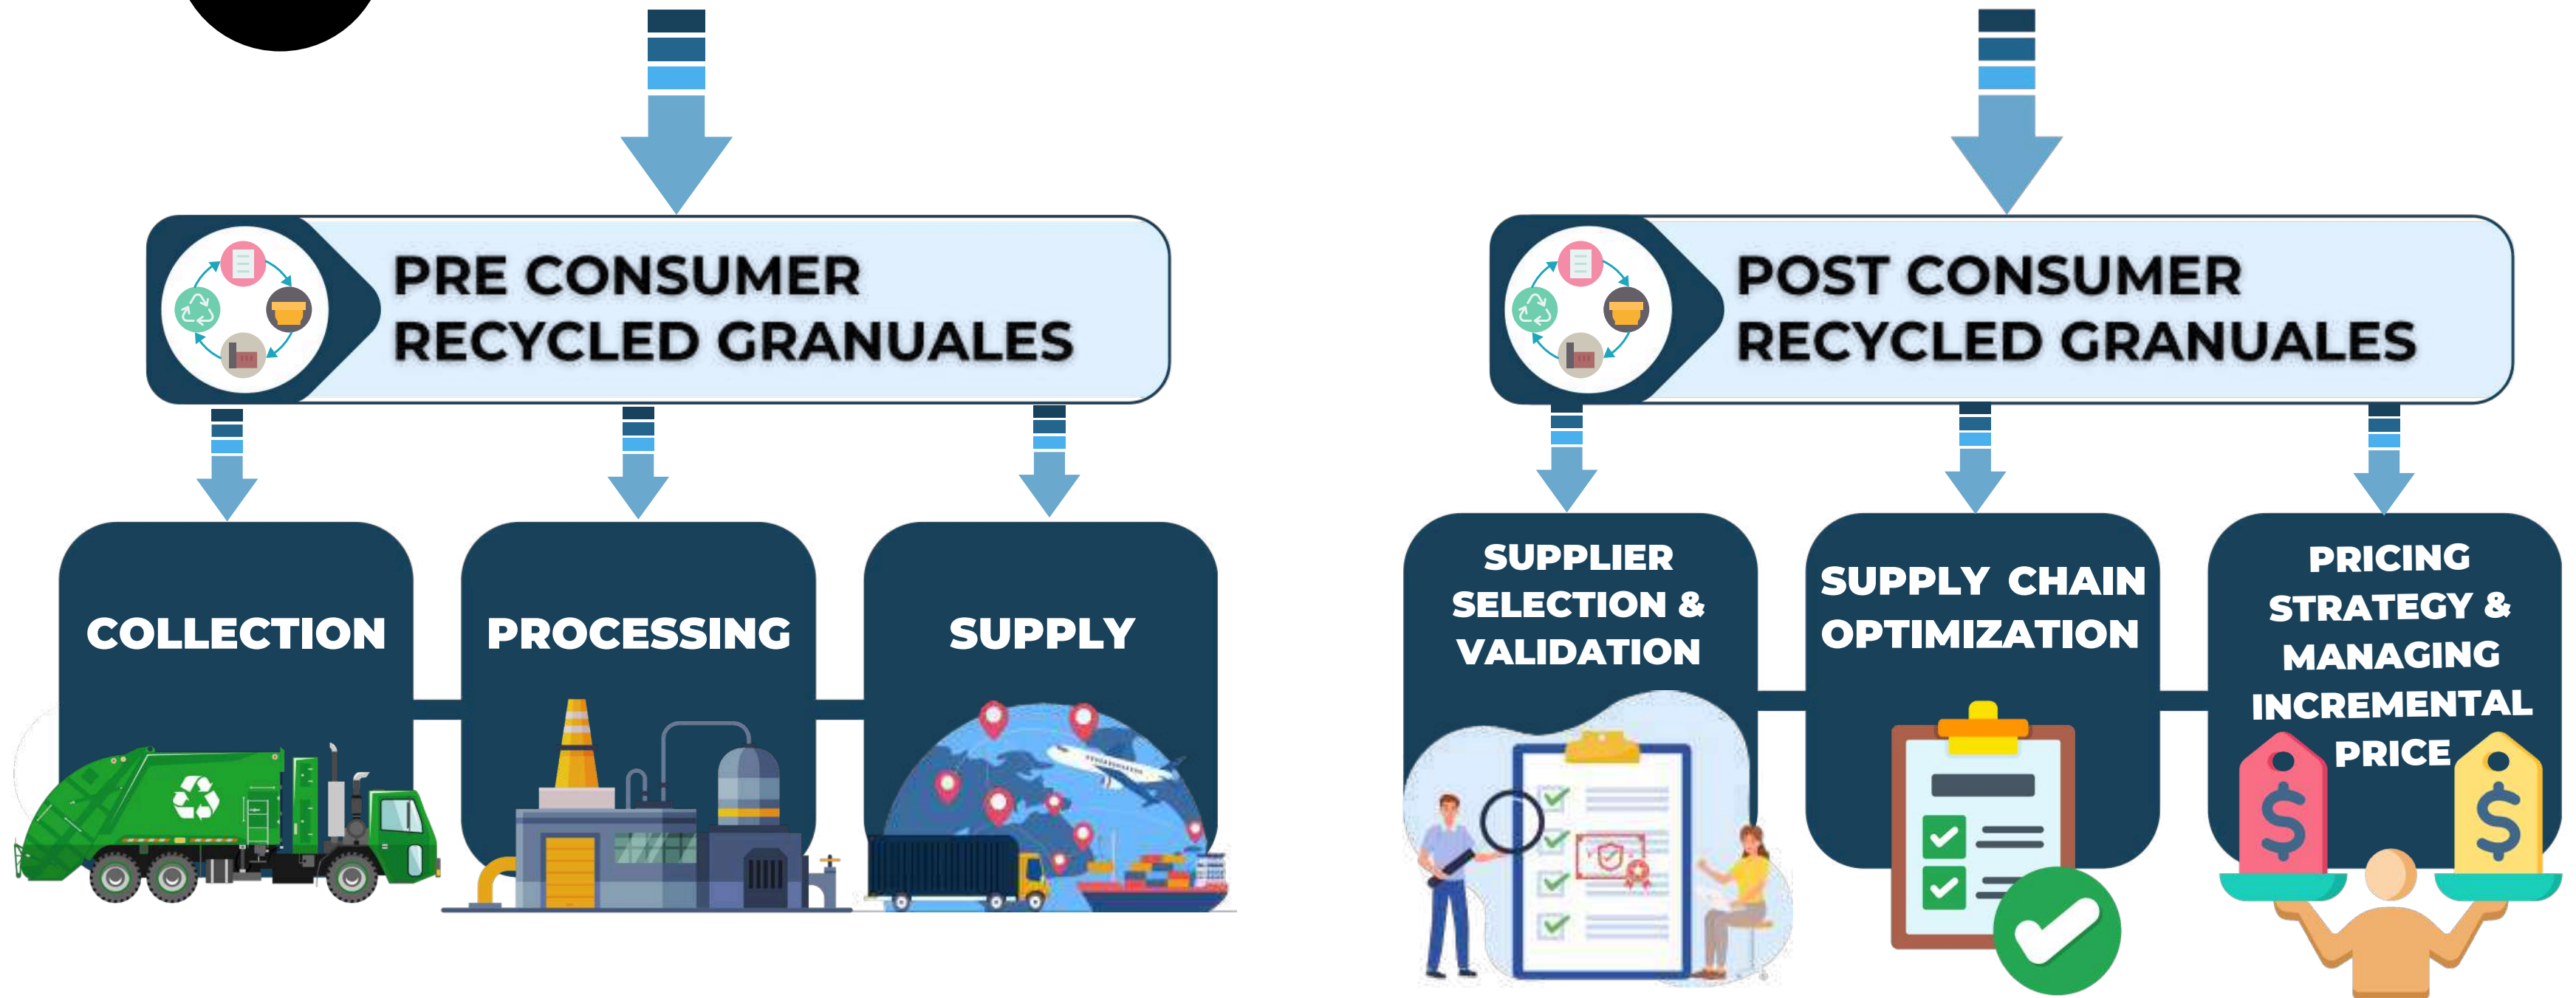 PRE CONSUMER
RECYCLED GRANUALES
COLLECTION
PROCESSING
SUPPLY
POST CONSUMER
RECYCLED GRANUALES
SUPPLIER
SELECTION &
VALIDATION
SUPPLY CHAIN
OPTIMIZATION
PRICING
STRATEGY &
MANAGING
INCREMENTAL
PRICE
$
$